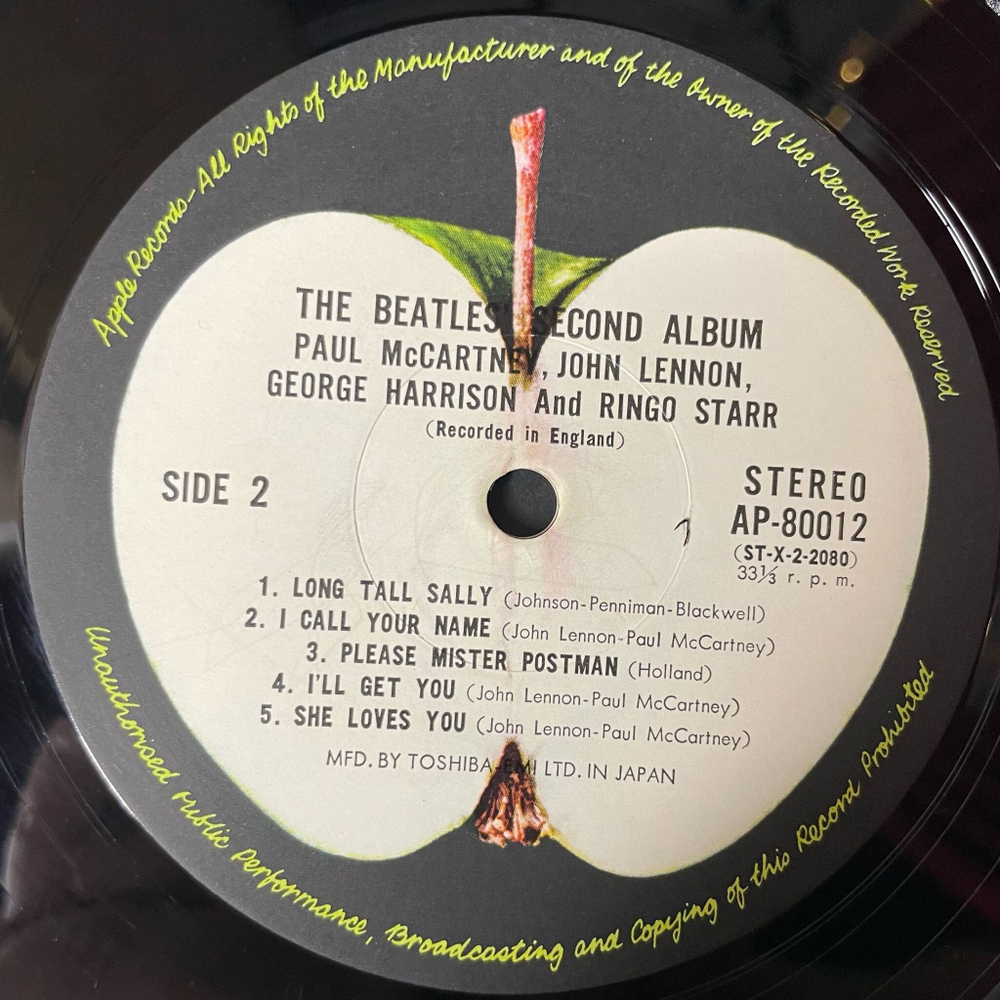 Apple Records-All Rights of the Manufacturer and of the Owner of the Recorded Work Reserved
THE BEATLES' SECOND ALBUM
PAUL McCARTNEY, JOHN LENNON,
GEORGE HARRISON And RINGO STARR
(Recorded in England)
SIDE 2
STEREO
AP-80012
(ST-X-2-2080)
33⅓ r. p. m.
1. LONG TALL SALLY (Johnson-Penniman-Blackwell)
2. I CALL YOUR NAME (John Lennon-Paul McCartney)
3. PLEASE MISTER POSTMAN (Holland)
4. I'LL GET YOU (John Lennon-Paul McCartney)
5. SHE LOVES YOU (John Lennon-Paul McCartney)
MFD. BY TOSHIBA-EMI LTD. IN JAPAN
Unauthorised Public Performance, Broadcasting and Copying of this Record Prohibited